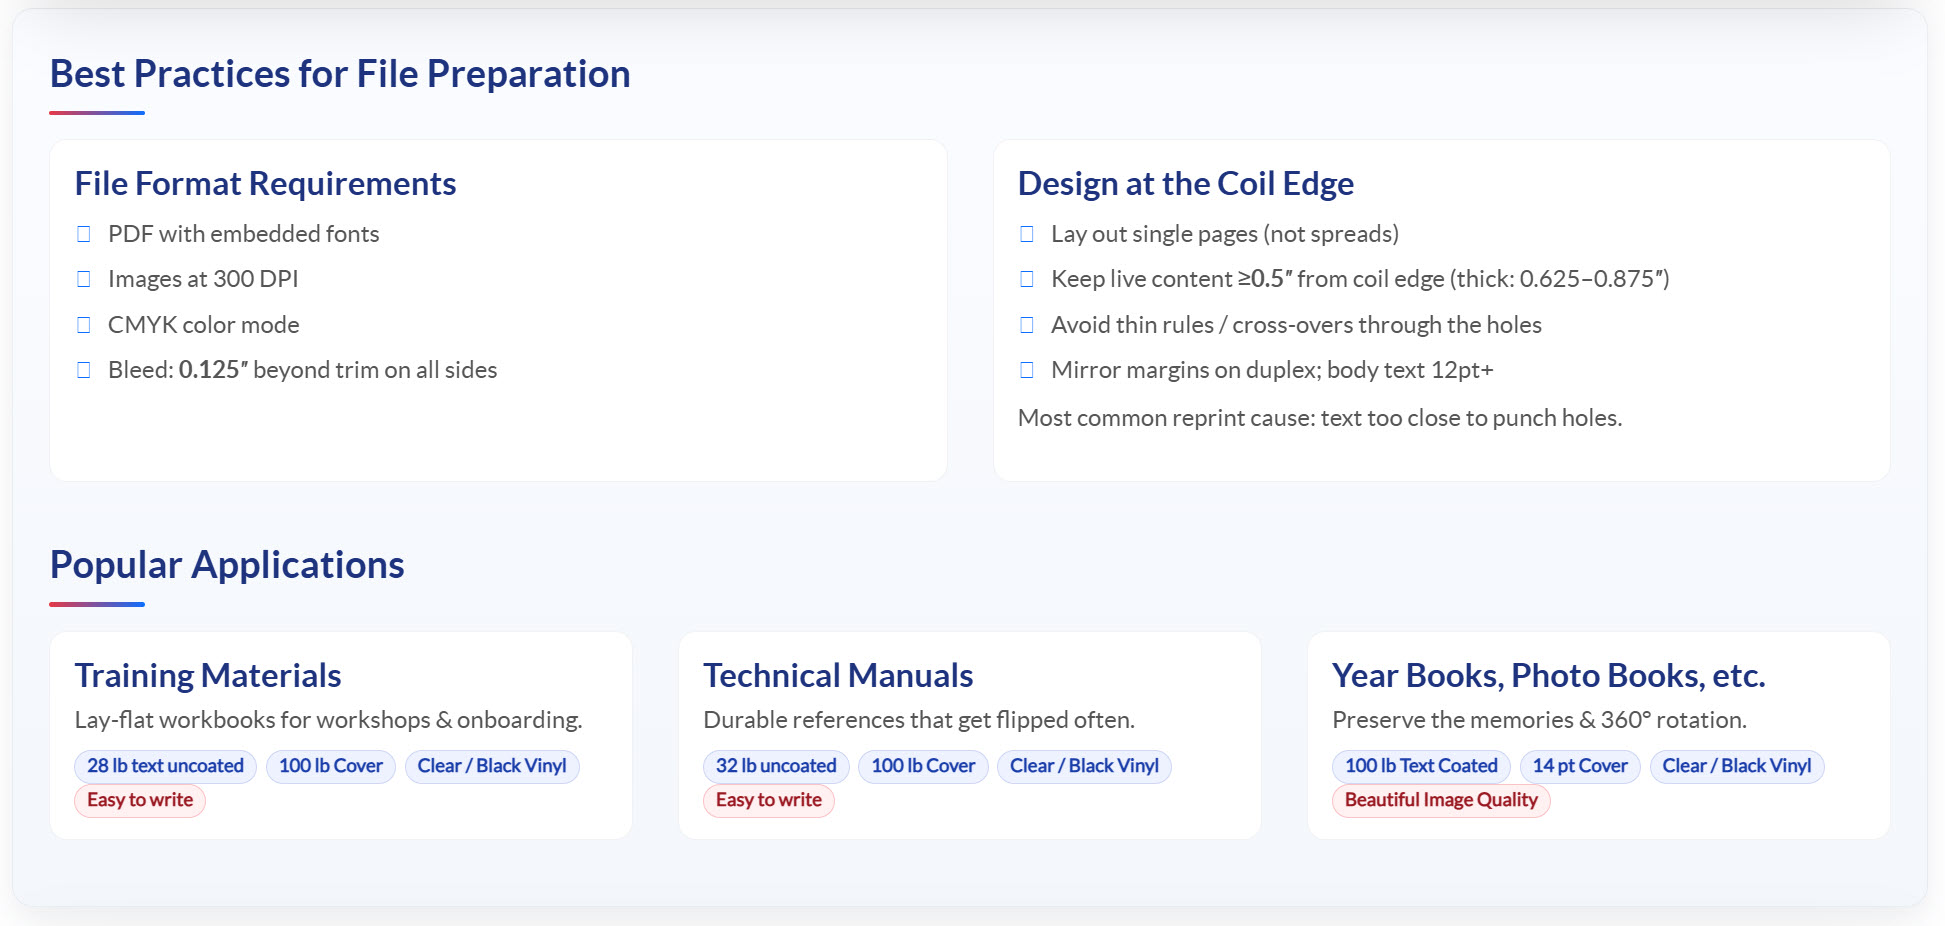 Best Practices for File Preparation
File Format Requirements
PDF with embedded fonts
Images at 300 DPI
CMYK color mode
Bleed: 0.125″ beyond trim on all sides
Design at the Coil Edge
Lay out single pages (not spreads)
Keep live content ≥0.5″ from coil edge (thick: 0.625–0.875″)
Avoid thin rules / cross-overs through the holes
Mirror margins on duplex; body text 12pt+
Most common reprint cause: text too close to punch holes.
Popular Applications
Training Materials
Lay-flat workbooks for workshops & onboarding.
28 lb text uncoated
100 lb Cover
Clear / Black Vinyl
Easy to write
Technical Manuals
Durable references that get flipped often.
32 lb uncoated
100 lb Cover
Clear / Black Vinyl
Easy to write
Year Books, Photo Books, etc.
Preserve the memories & 360° rotation.
100 lb Text Coated
14 pt Cover
Clear / Black Vinyl
Beautiful Image Quality